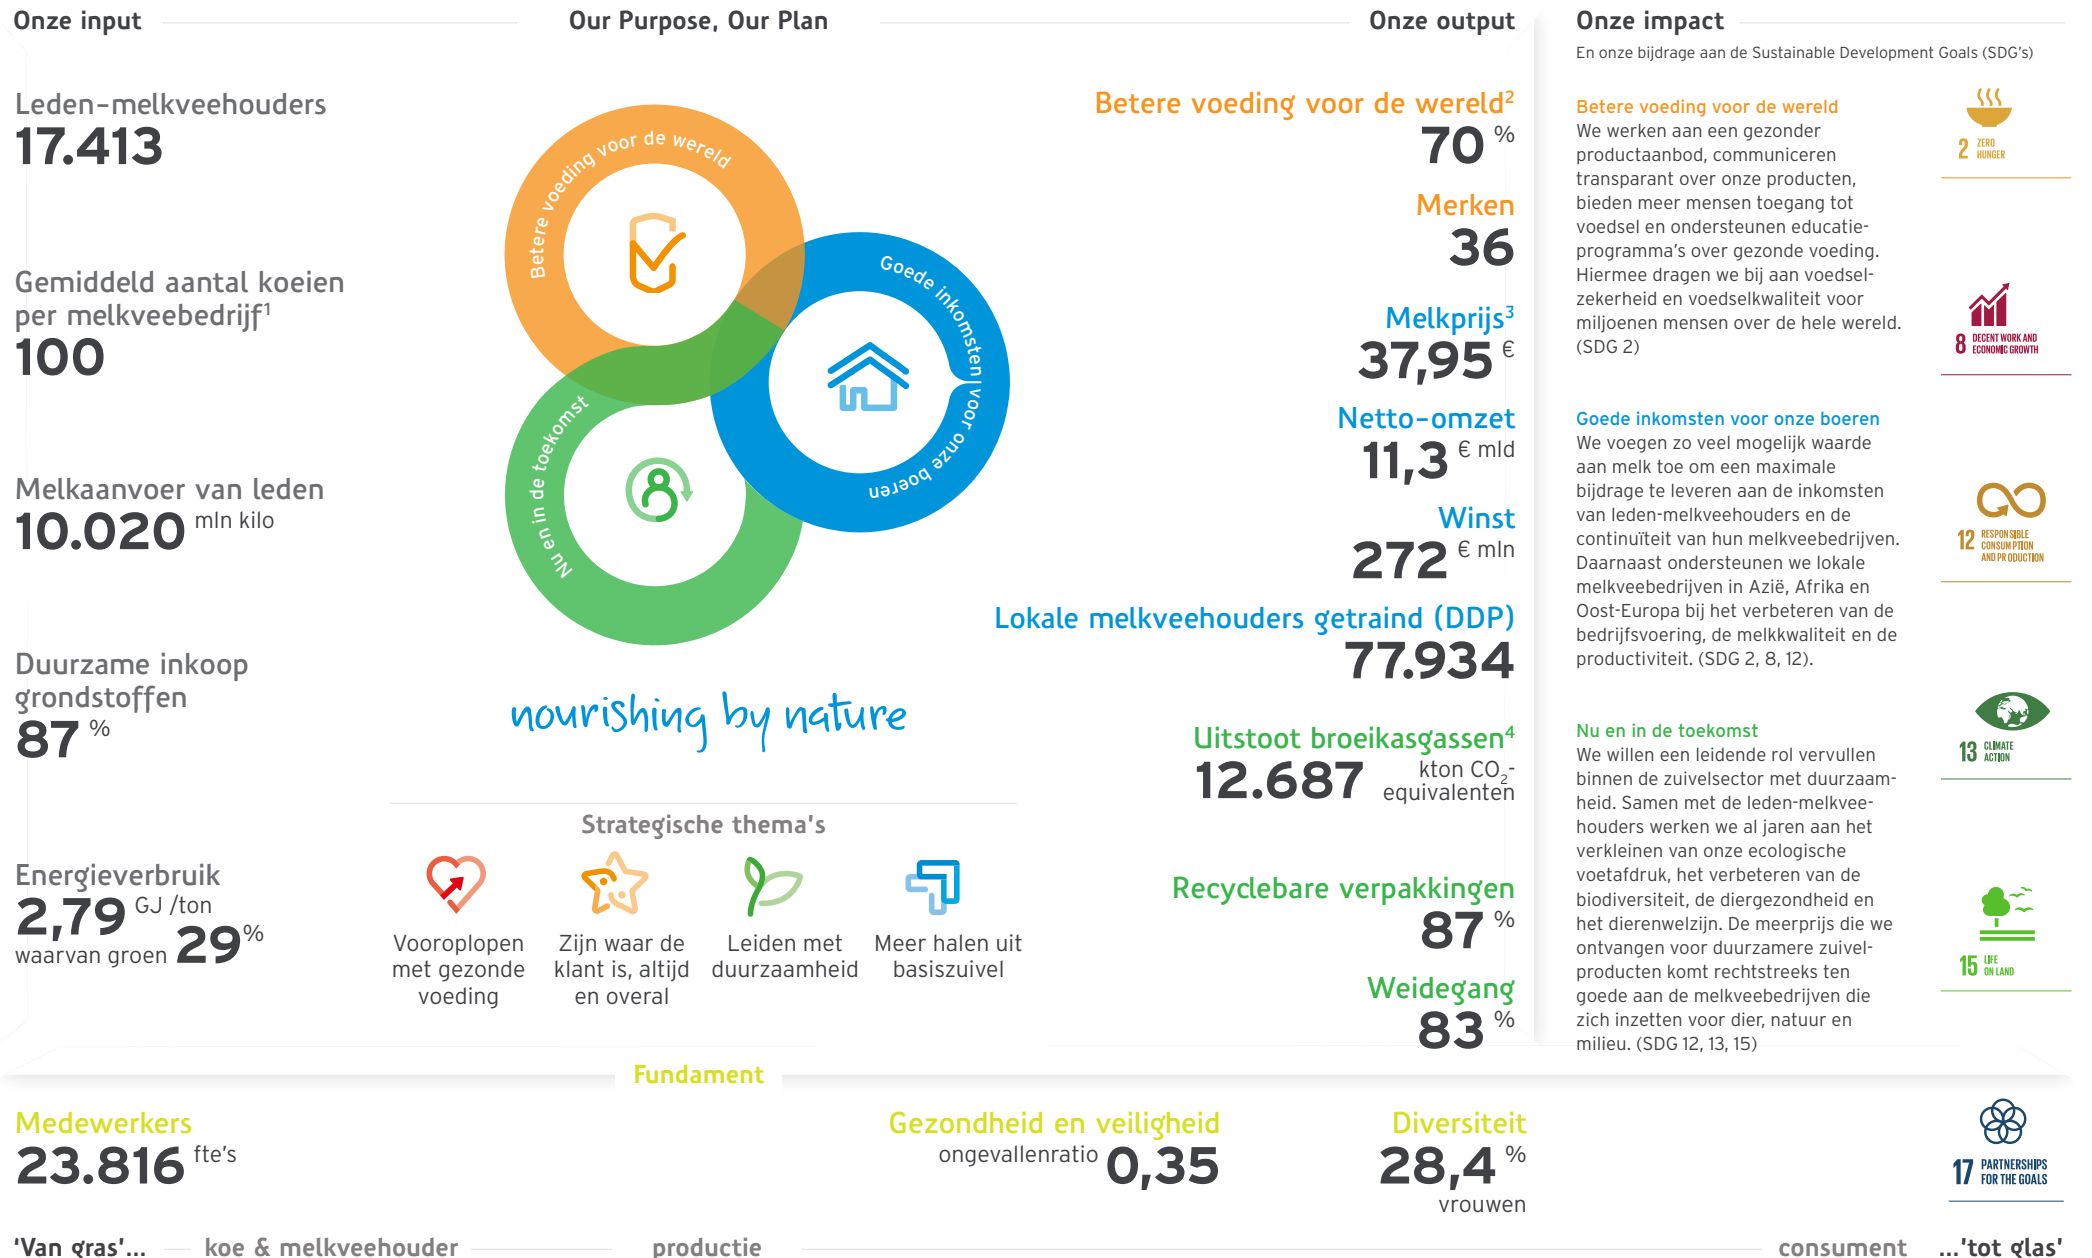 Onze input
Leden-melkveehouders
17.413
Gemiddeld aantal koeien
per melkveebedrijf1
100
Melkaanvoer van leden
10.020 mln kilo
Duurzame inkoop
grondstoffen
87 %
Energieverbruik
2,79 GJ /ton
waarvan groen 29%
Our Purpose, Our Plan
Betere voeding voor de wereld
Goede inkomsten voor onze boeren
Nu en in de toekomst
nourishing by nature
Strategische thema's
Vooroplopen
met gezonde
voeding
Zijn waar de
klant is, altijd
en overal
Leiden met
duurzaamheid
Meer halen uit
basiszuivel
Onze output
Betere voeding voor de wereld2
70 %
Merken
36
Melkprijs3
37,95 €
Netto-omzet
11,3 € mld
Winst
272 € mln
Lokale melkveehouders getraind (DDP)
77.934
Uitstoot broeikasgassen4
12.687 kton CO2-
equivalenten
Recyclebare verpakkingen
87 %
Weidegang
83 %
Onze impact
En onze bijdrage aan de Sustainable Development Goals (SDG's)
Betere voeding voor de wereld
We werken aan een gezonder
productaanbod, communiceren
transparant over onze producten,
bieden meer mensen toegang tot
voedsel en ondersteunen educatie-
programma's over gezonde voeding.
Hiermee dragen we bij aan voedsel-
zekerheid en voedselkwaliteit voor
miljoenen mensen over de hele wereld.
(SDG 2)
Goede inkomsten voor onze boeren
We voegen zo veel mogelijk waarde
aan melk toe om een maximale
bijdrage te leveren aan de inkomsten
van leden-melkveehouders en de
continuïteit van hun melkveebedrijven.
Daarnaast ondersteunen we lokale
melkveebedrijven in Azië, Afrika en
Oost-Europa bij het verbeteren van de
bedrijfsvoering, de melkkwaliteit en de
productiviteit. (SDG 2, 8, 12).
Nu en in de toekomst
We willen een leidende rol vervullen
binnen de zuivelsector met duurzaam-
heid. Samen met de leden-melkvee-
houders werken we al jaren aan het
verkleinen van onze ecologische
voetafdruk, het verbeteren van de
biodiversiteit, de diergezondheid en
het dierenwelzijn. De meerprijs die we
ontvangen voor duurzamere zuivel-
producten komt rechtstreeks ten
goede aan de melkveebedrijven die
zich inzetten voor dier, natuur en
milieu. (SDG 12, 13, 15)
2 ZERO
HUNGER
8 DECENT WORK AND
ECONOMIC GROWTH
12 RESPONSIBLE
CONSUMPTION
AND PRODUCTION
13 CLIMATE
ACTION
15 LIFE
ON LAND
Fundament
Medewerkers
23.816 fte's
Gezondheid en veiligheid
ongevallenratio 0,35
Diversiteit
28,4 %
vrouwen
17 PARTNERSHIPS
FOR THE GOALS
'Van gras'... koe & melkveehouder productie consument ...'tot glas'